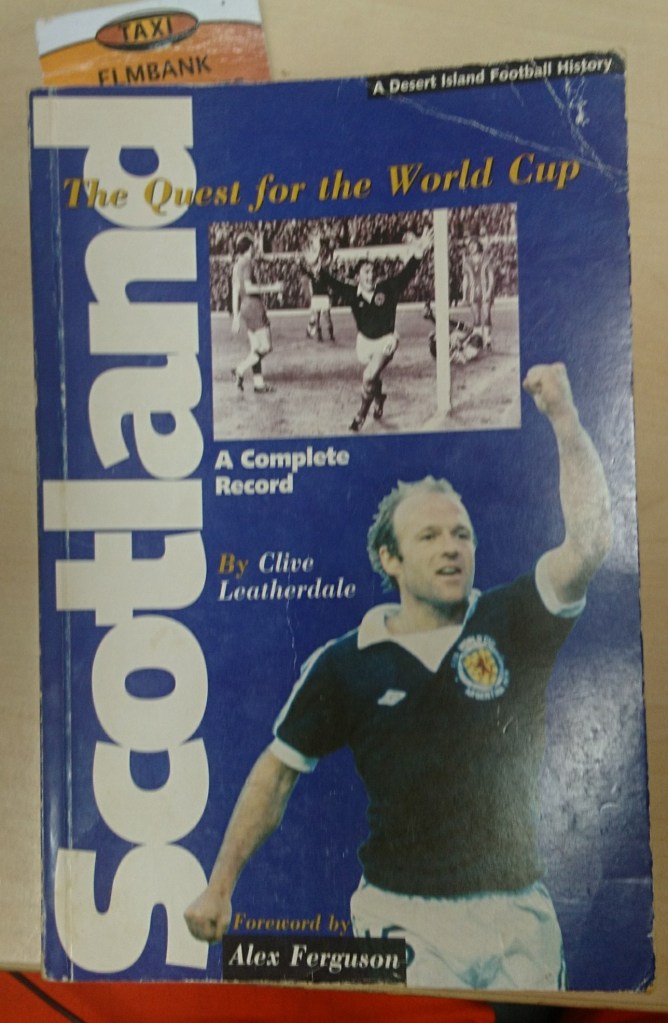 TAXI
ELMBANK
A Desert Island Football History
Scotland
The Quest for the World Cup
A Complete
Record
By Clive
Leatherdale
Foreword by
Alex Ferguson